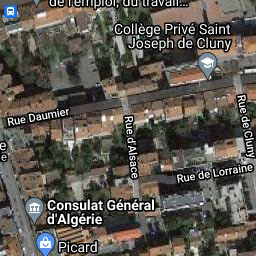 de l'emploi, du travail...
Collège Privé Saint
Joseph de Cluny
Rue Daumier
Rue d'Alsace
Rue de Cluny
Rue de Lorraine
e
e
Consulat Général
d'Algérie
Picard